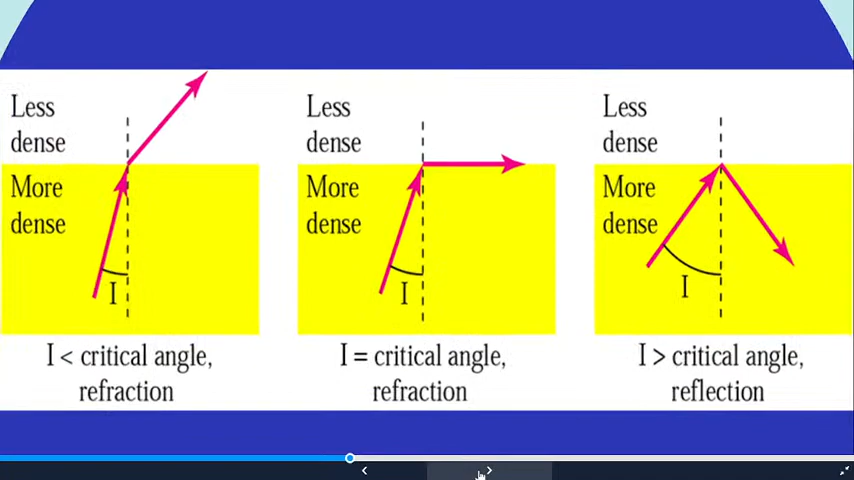 Less
dense
More
dense
I
I < critical angle,
refraction
Less
dense
More
dense
I
I = critical angle,
refraction
Less
dense
More
dense
I
I > critical angle,
reflection